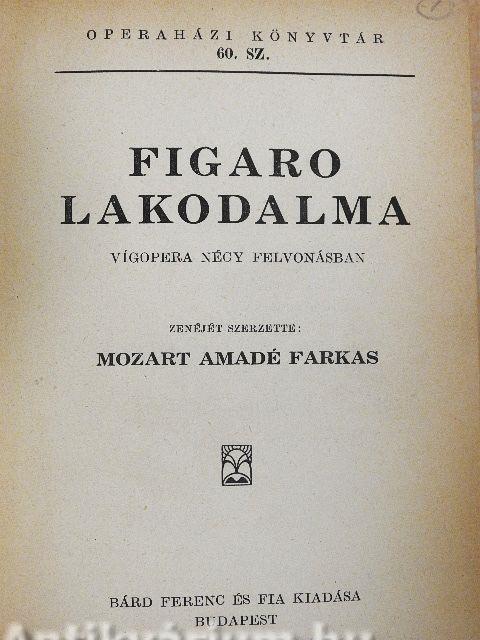 OPERAHÁZI KÖNYVTÁR
60. SZ.
FIGARO
LAKODALMA
VÍGOPERA NÉGY FELVONÁSBAN
ZENÉJÉT SZERZETTE:
MOZART AMADÉ FARKAS
BÁRD FERENC ÉS FIA KIADÁSA
BUDAPEST